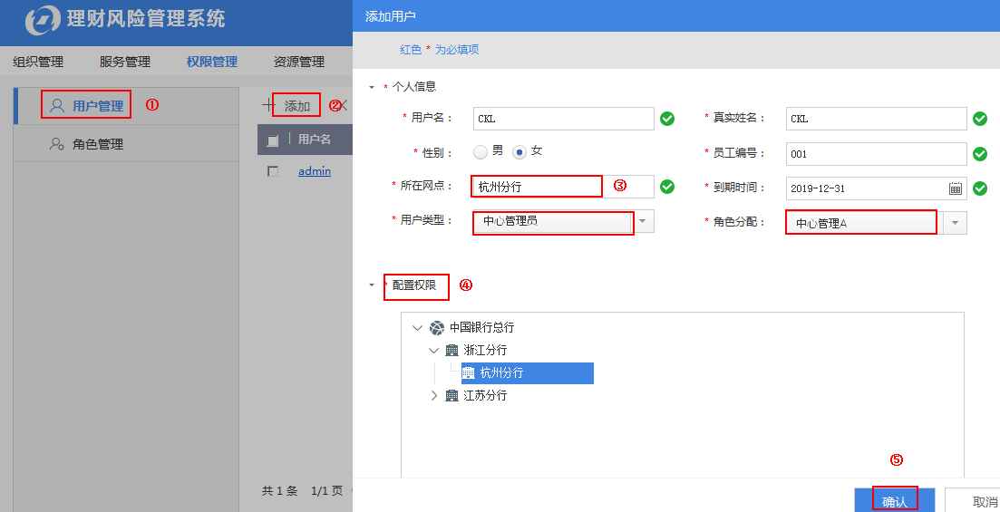 理财风险管理系统
组织管理 服务管理 权限管理 资源管理
用户管理 ①
角色管理
添加 ②
用户名
admin
共 1 条 1/1 页
添加用户
红色 * 为必填项
* 个人信息
* 用户名： CKL * 真实姓名： CKL
* 性别： 男 女 * 员工编号： 001
* 所在网点： 杭州分行 ③ * 到期时间： 2019-12-31
* 用户类型： 中心管理员 * 角色分配： 中心管理A
* 配置权限 ④
中国银行总行
浙江分行
杭州分行
江苏分行
⑤
确认 取消